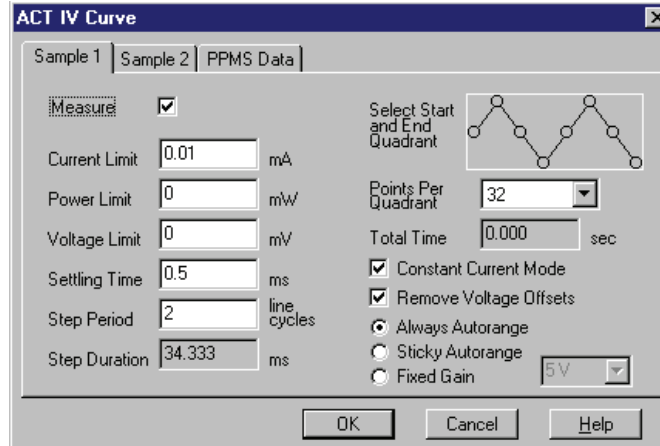 ACT IV Curve
Sample 1 Sample 2 PPMS Data
Measure
Current Limit 0.01 mA
Power Limit 0 mW
Voltage Limit 0 mV
Settling Time 0.5 ms
Step Period 2 line cycles
Step Duration 34.333 ms
Select Start and End Quadrant
Points Per Quadrant 32
Total Time 0.000 sec
Constant Current Mode
Remove Voltage Offsets
Always Autorange
Sticky Autorange
Fixed Gain 5 V
OK Cancel Help